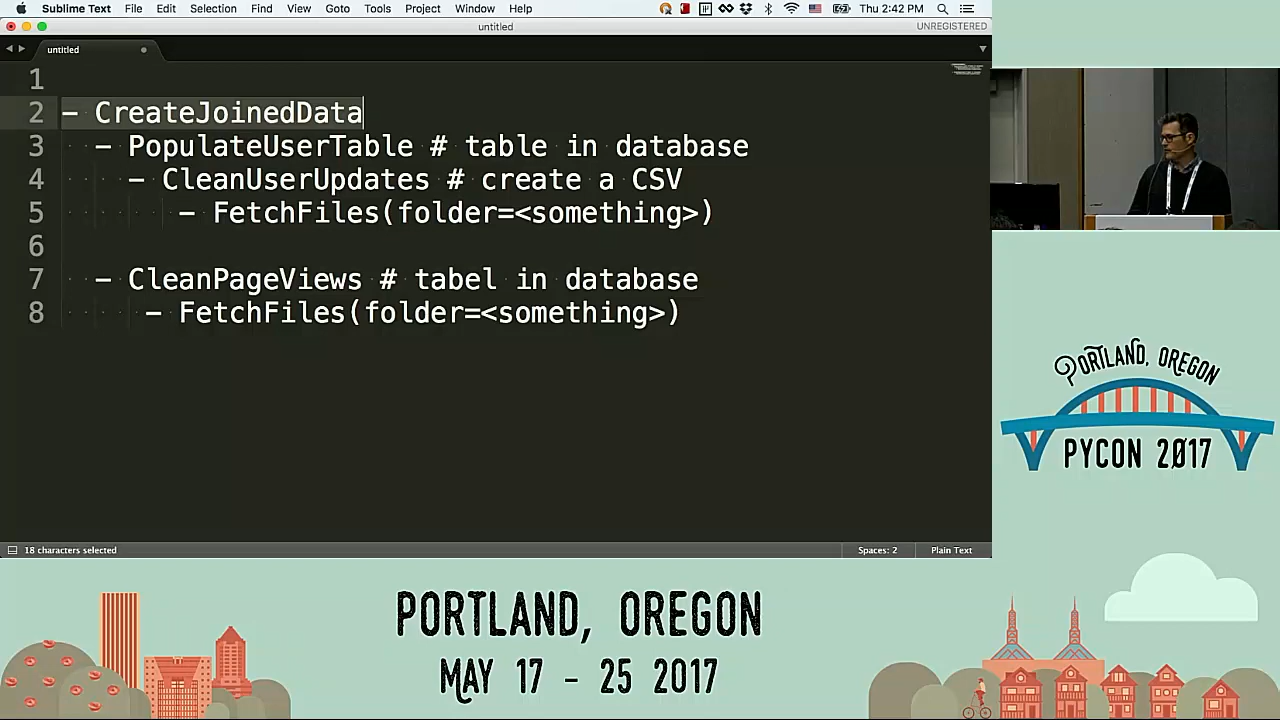 Sublime Text File Edit Selection Find View Goto Tools Project Window Help Thu 2:42 PM
untitled UNREGISTERED
untitled
1
2 - CreateJoinedData
3 - PopulateUserTable # table in database
4 - CleanUserUpdates # create a CSV
5 - FetchFiles(folder=<something>)
6
7 - CleanPageViews # tabel in database
8 - FetchFiles(folder=<something>)
18 characters selected Spaces: 2 Plain Text
PORTLAND, OREGON
PYCON 2017
PORTLAND, OREGON
MAY 17 - 25 2017